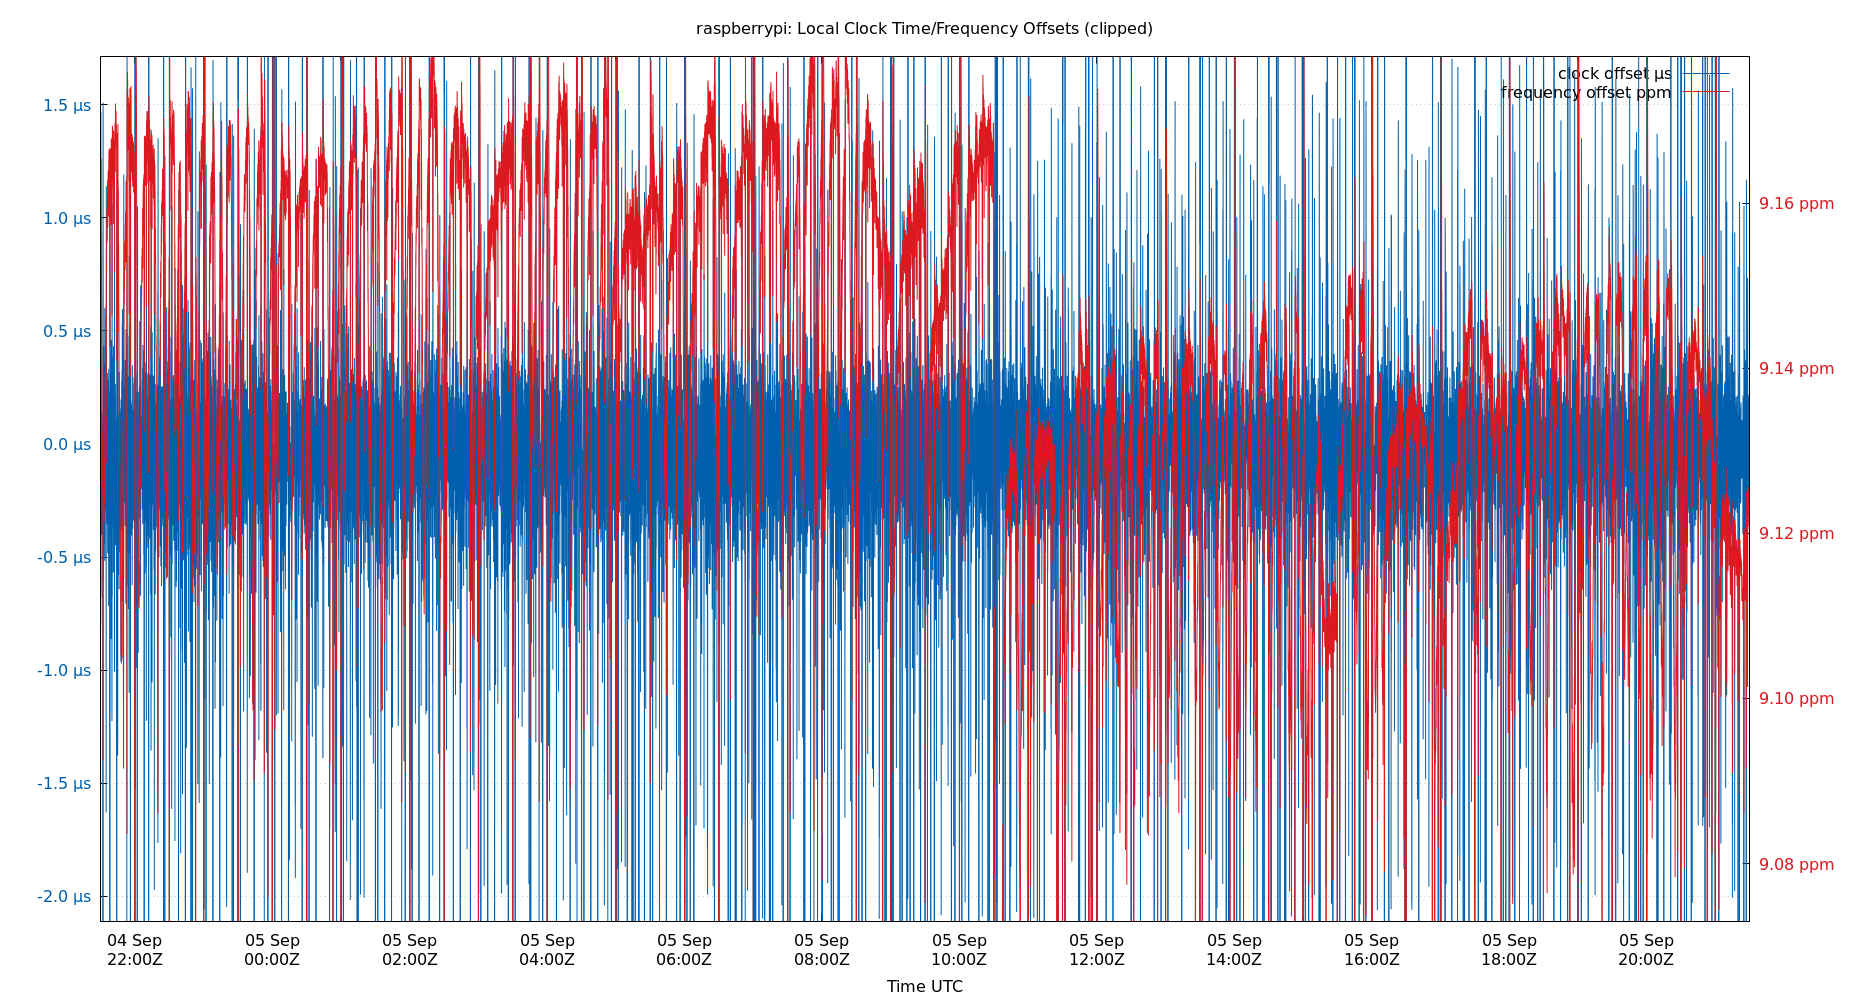 raspberrypi: Local Clock Time/Frequency Offsets (clipped)
clock offset µs
frequency offset ppm
1.5 µs
1.0 µs
0.5 µs
0.0 µs
-0.5 µs
-1.0 µs
-1.5 µs
-2.0 µs
9.16 ppm
9.14 ppm
9.12 ppm
9.10 ppm
9.08 ppm
04 Sep 05 Sep 05 Sep 05 Sep 05 Sep 05 Sep 05 Sep 05 Sep 05 Sep 05 Sep 05 Sep 05 Sep
22:00Z 00:00Z 02:00Z 04:00Z 06:00Z 08:00Z 10:00Z 12:00Z 14:00Z 16:00Z 18:00Z 20:00Z
Time UTC